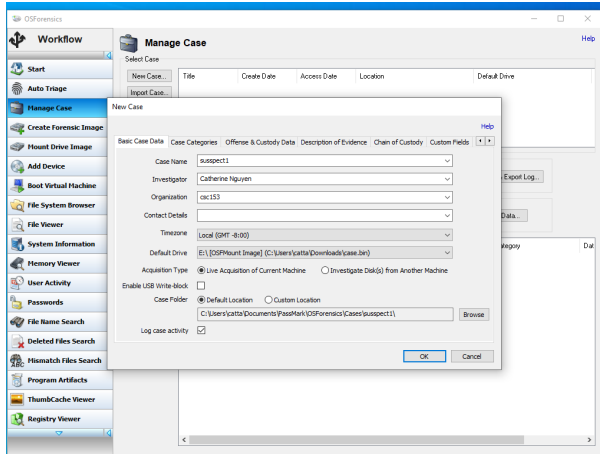 OSForensics
Workflow
Manage Case
Help
Select Case
Start
New Case...
Title Create Date Access Date Location Default Drive
Auto Triage
Import Case...
Manage Case
New Case
Create Forensic Image
Help
Mount Drive Image
Basic Case Data Case Categories Offense & Custody Data Description of Evidence Chain of Custody Custom Fields
Add Device
Case Name susspect1
Investigator Catherine Nguyen
Export Log...
Boot Virtual Machine
Organization csc153
File System Browser
Contact Details
Data...
File Viewer
Timezone Local (GMT -8:00)
System Information
Default Drive E:\ [OSFMount Image] (C:\Users\catta\Downloads\case.bin)
Dat
Memory Viewer
Acquisition Type Live Acquisition of Current Machine Investigate Disk(s) from Another Machine
User Activity
Enable USB Write-block
Passwords
Case Folder Default Location Custom Location
File Name Search
C:\Users\catta\Documents\PassMark\OSForensics\Cases\susspect1\ Browse
Deleted Files Search
Log case activity
Mismatch Files Search
OK Cancel
Program Artifacts
ThumbCache Viewer
Registry Viewer